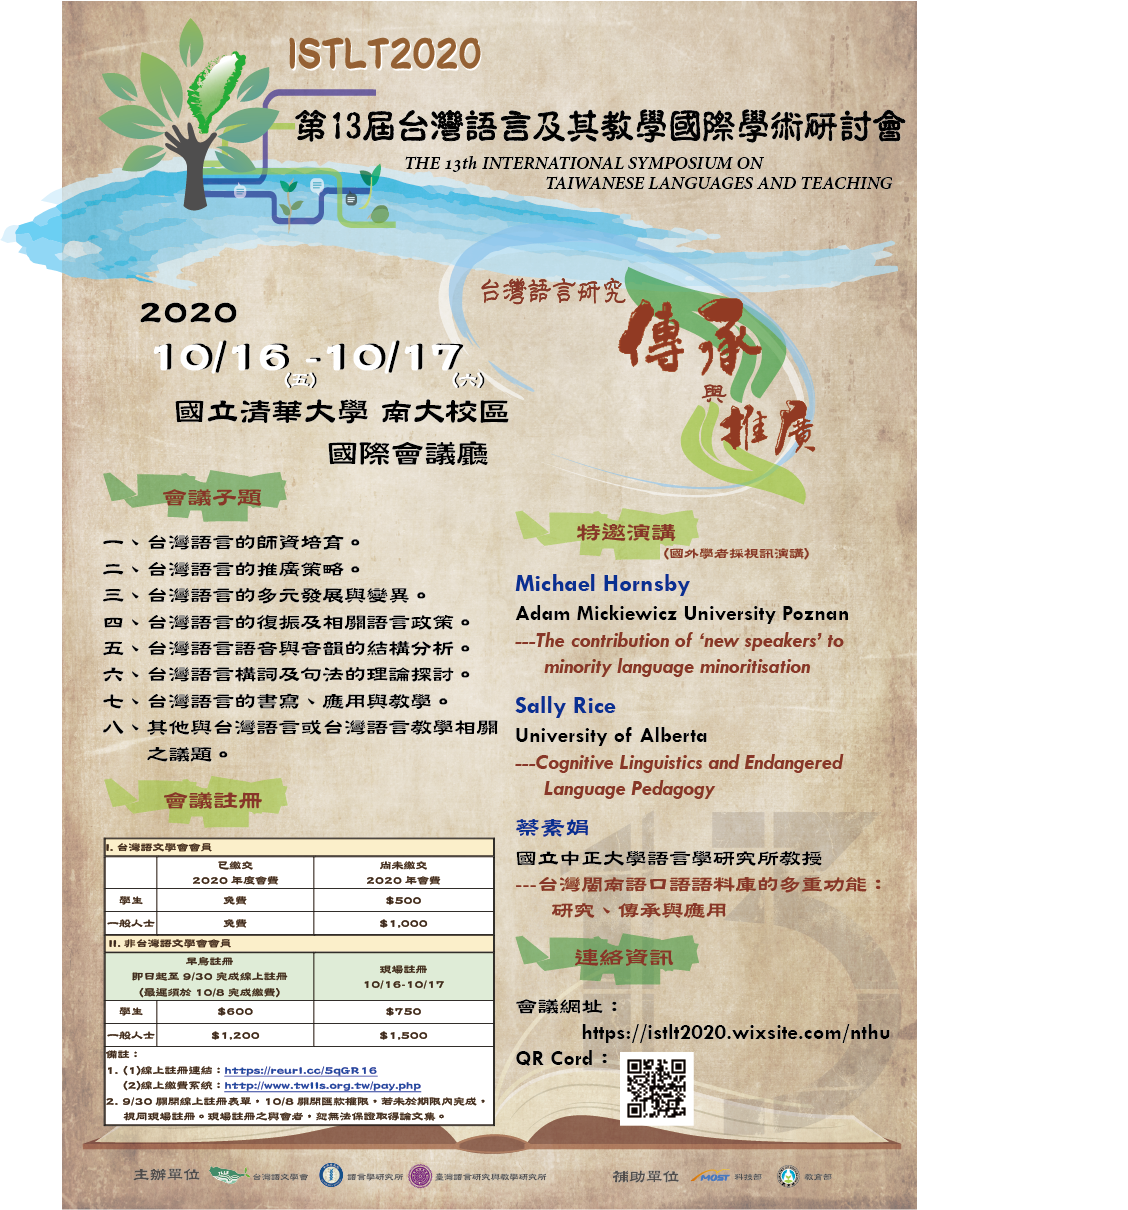 ISTLT2020
第13屆台灣語言及其教學國際學術研討會
THE 13th INTERNATIONAL SYMPOSIUM ON
TAIWANESE LANGUAGES AND TEACHING
台灣語言研究
傳承
與
推廣
2020
10/16 -10/17
(五) (六)
國立清華大學 南大校區
國際會議廳
會議子題
一、台灣語言的師資培育。
二、台灣語言的推廣策略。
三、台灣語言的多元發展與變異。
四、台灣語言的復振及相關語言政策。
五、台灣語言語音與音韻的結構分析。
六、台灣語言構詞及句法的理論探討。
七、台灣語言的書寫、應用與教學。
八、其他與台灣語言或台灣語言教學相關
之議題。
會議註冊
I. 台灣語文學會會員
已繳交
2020 年度會費
尚未繳交
2020 年會費
學生 免費 $500
一般人士 免費 $1,000
II. 非台灣語文學會會員
早鳥註冊
即日起至 9/30 完成線上註冊
(最遲須於 10/8 完成繳費)
現場註冊
10/16-10/17
學生 $600 $750
一般人士 $1,200 $1,500
備註：
1. (1)線上註冊連結：https://reurl.cc/5qGR16
(2)線上繳費系統：http://www.twlls.org.tw/pay.php
2. 9/30 關閉線上註冊表單，10/8 關閉匯款權限，若未於期限內完成，
視同現場註冊。現場註冊之與會者，恕無法保證取得論文集。
特邀演講
(國外學者採視訊演講)
Michael Hornsby
Adam Mickiewicz University Poznan
---The contribution of ‘new speakers’ to
minority language minoritisation
Sally Rice
University of Alberta
---Cognitive Linguistics and Endangered
Language Pedagogy
蔡素娟
國立中正大學語言學研究所教授
---台灣閩南語口語語料庫的多重功能：
研究、傳承與應用
連絡資訊
會議網址：
https://istlt2020.wixsite.com/nthu
QR Cord：
13
主辦單位 台灣語文學會 語言學研究所 臺灣語言研究與教學研究所
補助單位 MOST 科技部 教育部